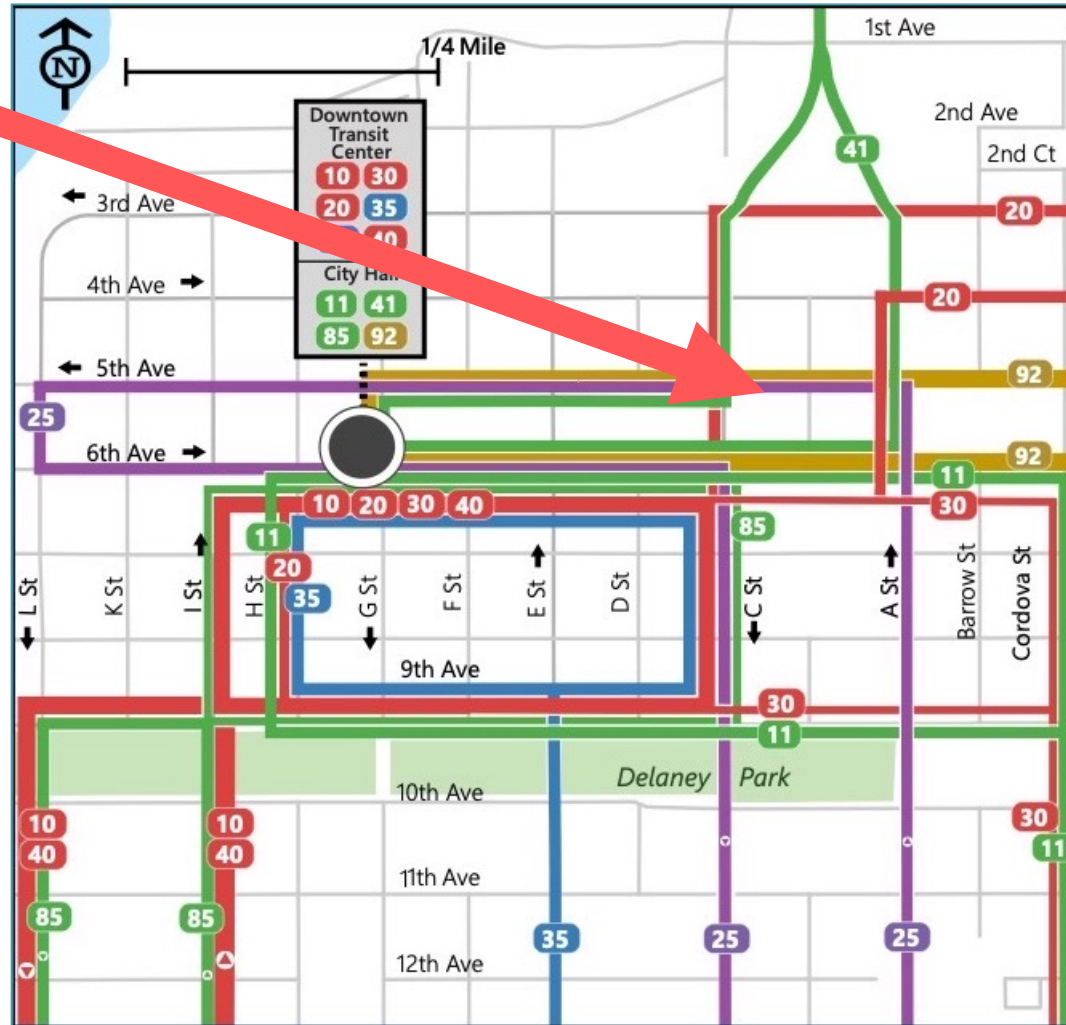 1st Ave
N
1/4 Mile
2nd Ave
2nd Ct
Downtown
Transit
Center
10 30
20 35
40
City Hall
11 41
85 92
41
3rd Ave
20
4th Ave
20
5th Ave
92
25
6th Ave
92
11
10 20 30 40
30
11
85
20
35
L St
K St
I St
H St
G St
F St
E St
D St
C St
A St
Barrow St
Cordova St
9th Ave
30
11
Delaney Park
10th Ave
10
40
10
40
30
11
11th Ave
85
85
35
25
25
12th Ave